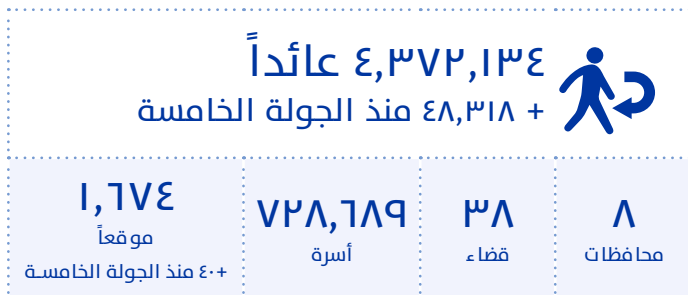 ٤,٣٧٢,١٣٤ عائداً
+ ٤٨,٣١٨ منذ الجولة الخامسة
٨
محافظات
٣٨
قضاء
٧٢٨,٦٨٩
أسرة
١,٦٧٤
موقعاً
+٤٠ منذ الجولة الخامسة